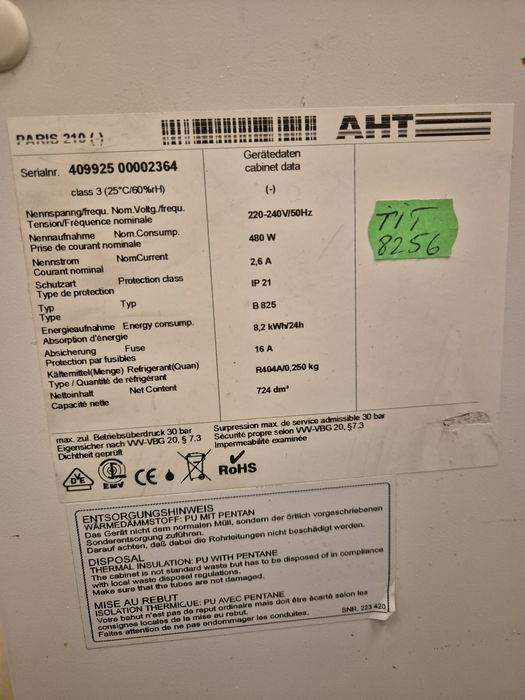 PARIS 210 (-)
AHT
Serialnr. 409925 00002364
Gerätedaten
cabinet data
class 3 (25°C/60%rH)
(-)
Nennspanng/frequ. Nom.Voltg./frequ.
220-240V/50Hz
Tension/Fréquence nominale
Nennaufnahme Nom.Consump.
480 W
Prise de courant nominale
Nennstrom NomCurrent
2,6 A
Courant nominal
Schutzart Protection class
IP 21
Type de protection
Typ Typ
B 825
Type
Energieaufnahme Energy consump.
8,2 kWh/24h
Absorption d'énergie
Absicherung Fuse
16 A
Protection par fusibles
Kältemittel(Menge) Refrigerant(Quan)
R404A/0,250 kg
Type / Quantité de réfrigérant
Nettoinhalt Net Content
724 dm³
Capacité nette
TIT
8256
max. zul. Betriebsüberdruck 30 bar
Eigensicher nach VVV-VBG 20, § 7.3
Dichtheit geprüft
Surpression max. de service admissible 30 bar
Sécurité propre selon VVV-VBG 20, § 7.3
Imperméabilité examinée
VDE
EMV
CE
RoHS
ENTSORGUNGSHINWEIS
WÄRMEDÄMMSTOFF: PU MIT PENTAN
Das Gerät nicht dem normalen Müll, sondern der örtlich vorgeschriebenen
Sonderentsorgung zuführen.
Darauf achten, daß dabei die Rohrleitungen nicht beschädigt werden.
DISPOSAL
THERMAL INSULATION: PU WITH PENTANE
The cabinet is not standard waste but has to be disposed of in compliance
with local waste disposal regulations.
Make sure that the tubes are not damaged.
MISE AU REBUT
ISOLATION THERMIQUE: PU AVEC PENTANE
Votre bahut n'est pas de rebut ordinaire mais doit être écarté selon les
consignes locales de la mise au rebut.
Faites attention de ne pas endommager les conduites.
SNR. 223 420